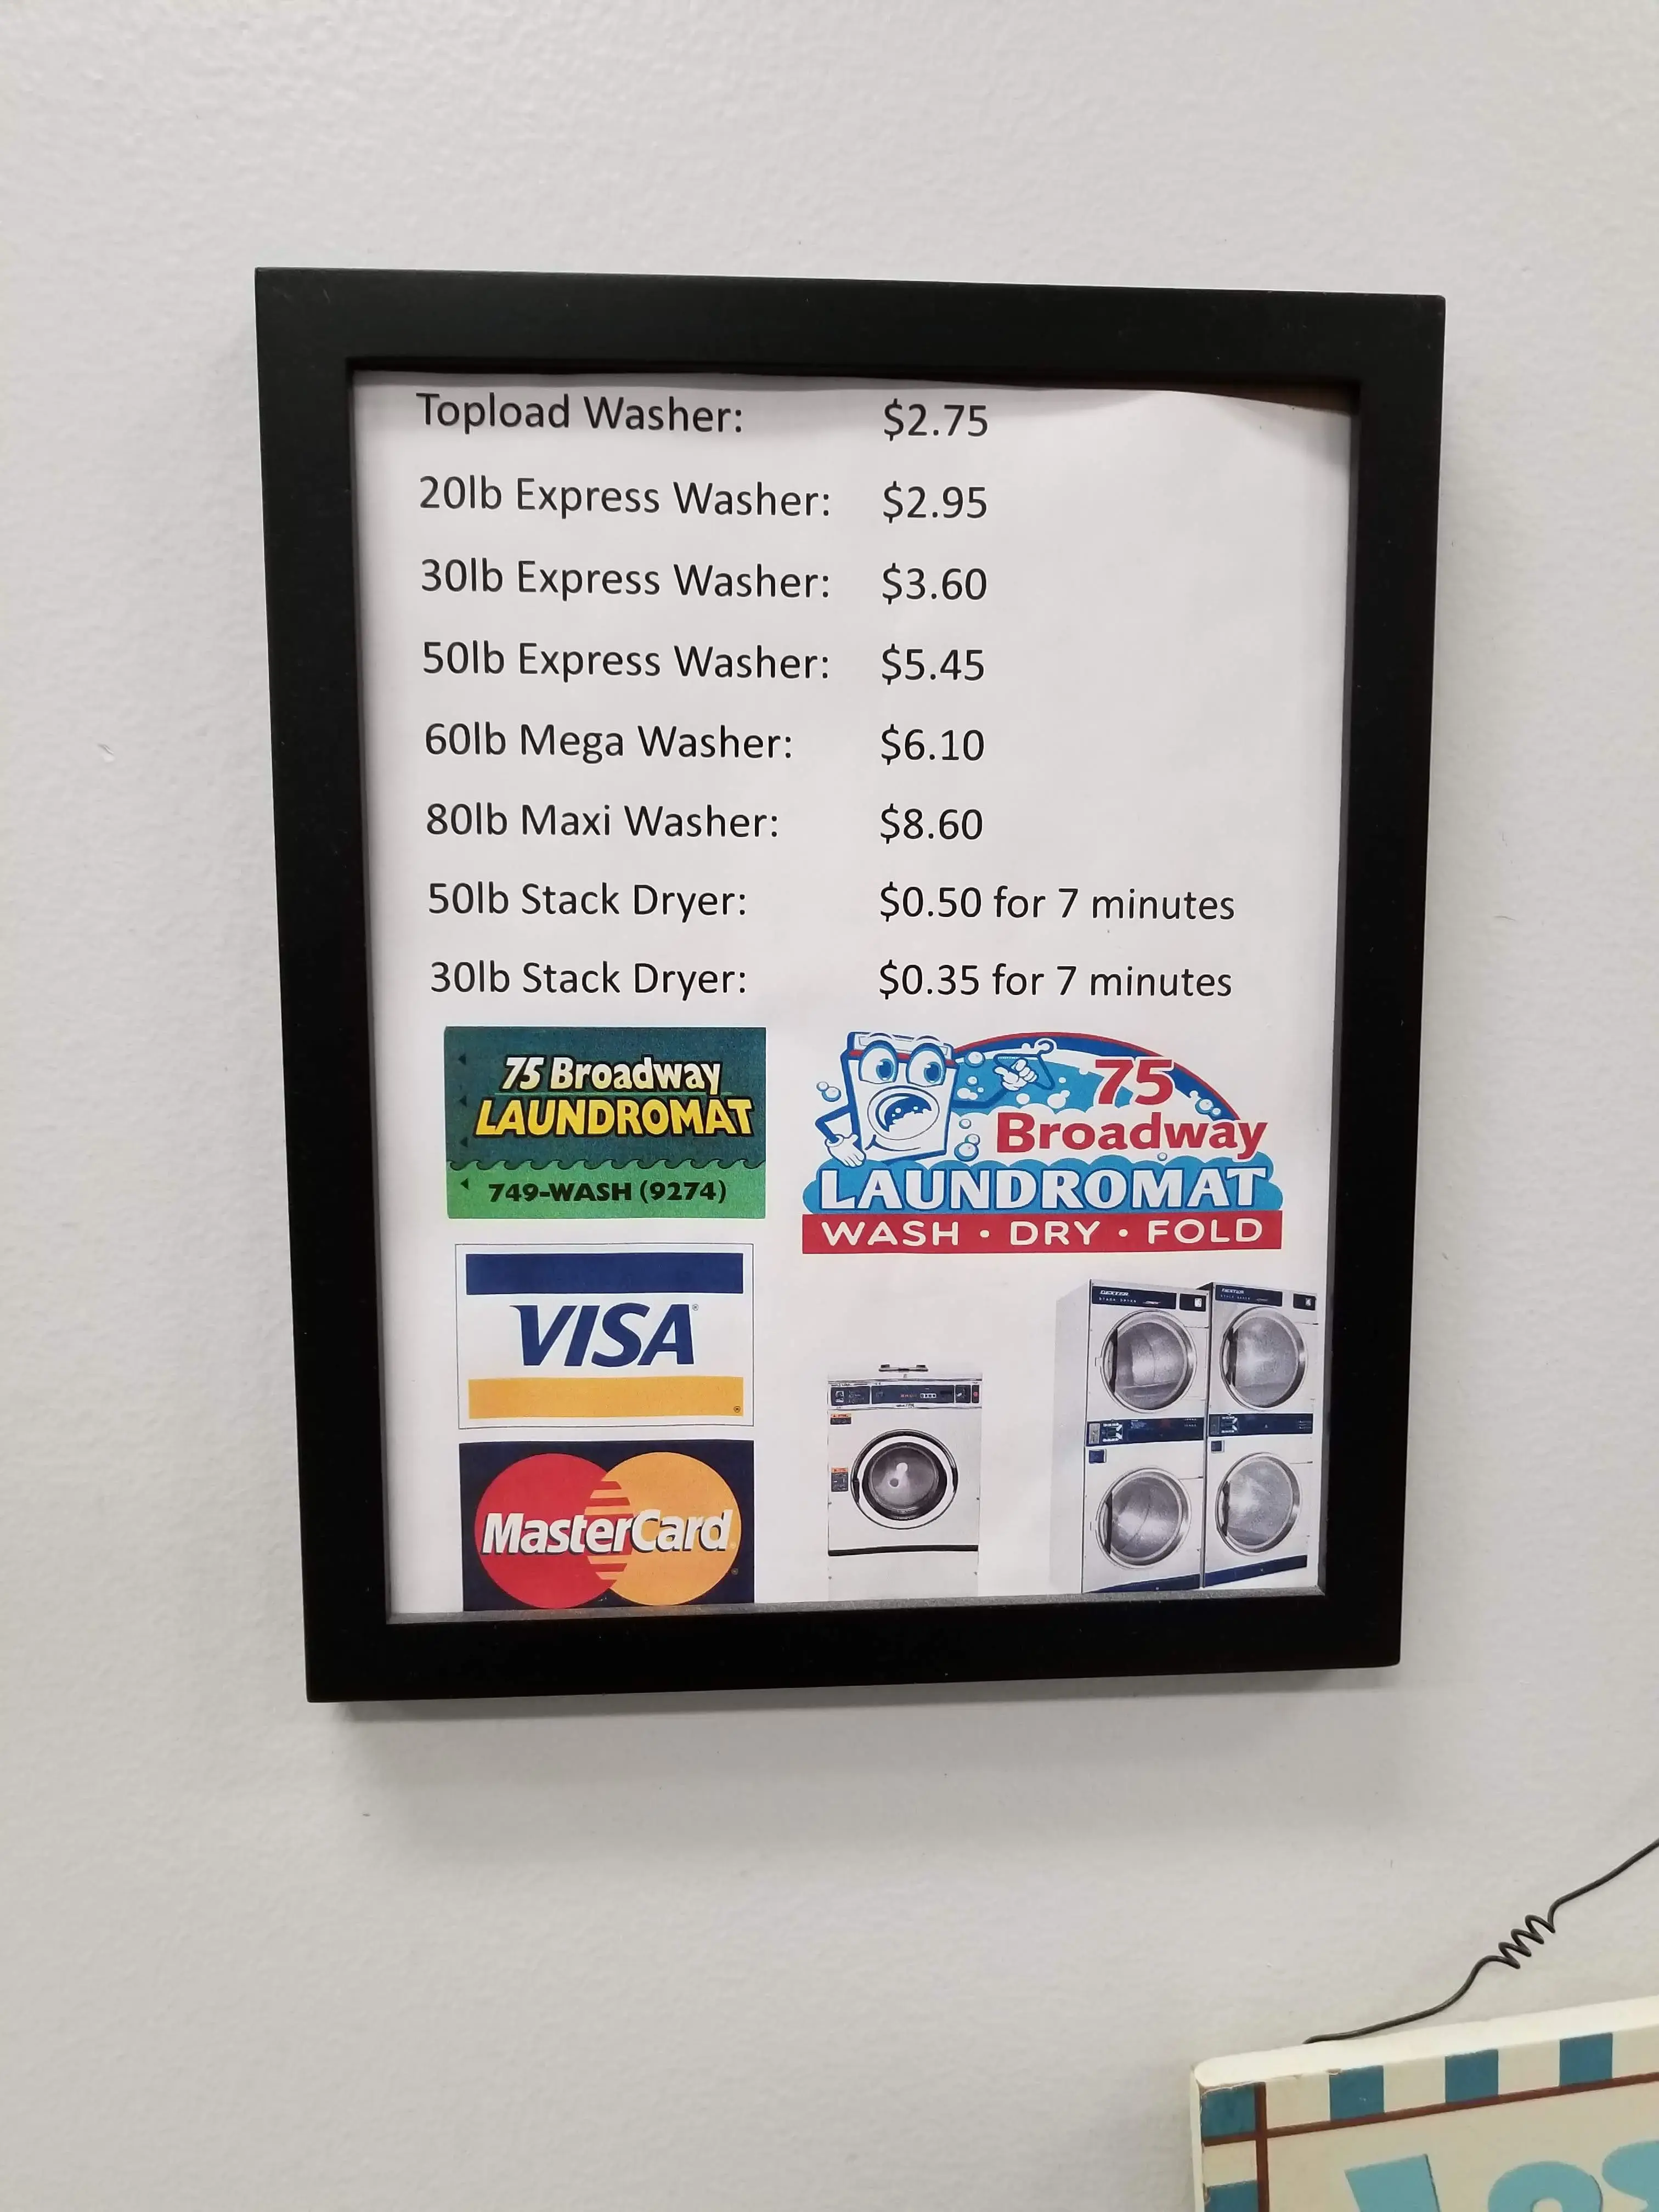 Topload Washer: $2.75
20lb Express Washer: $2.95
30lb Express Washer: $3.60
50lb Express Washer: $5.45
60lb Mega Washer: $6.10
80lb Maxi Washer: $8.60
50lb Stack Dryer: $0.50 for 7 minutes
30lb Stack Dryer: $0.35 for 7 minutes
75 Broadway
LAUNDROMAT
749-WASH (9274)
75
Broadway
LAUNDROMAT
WASH • DRY • FOLD
VISA
MasterCard
DEXTER